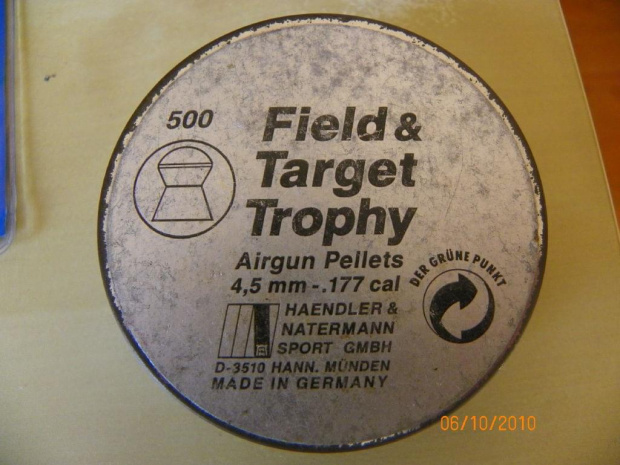 500
Field &
Target
Trophy
Airgun Pellets
4,5 mm -.177 cal
DER GRÜNE PUNKT
HAENDLER &
NATERMANN
SPORT GMBH
D-3510 HANN. MÜNDEN
MADE IN GERMANY
06/10/2010